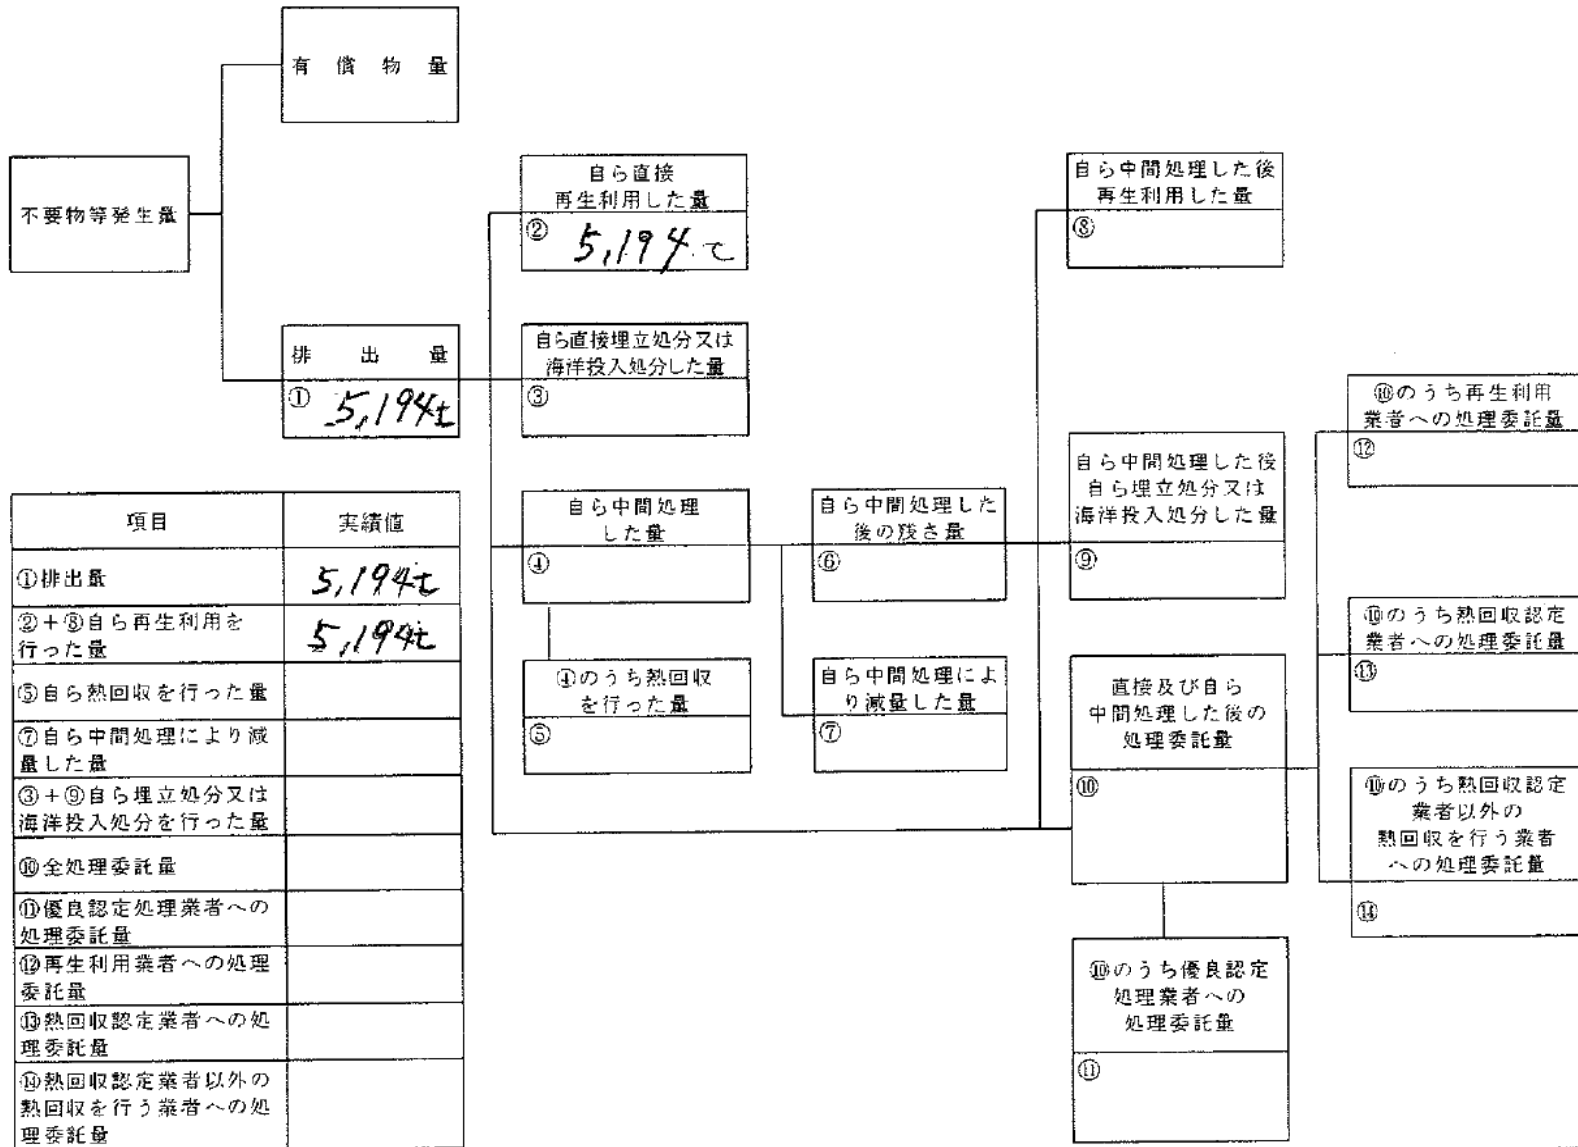 有償物量
不要物等発生量
排出量
① 5,194t
自ら直接
再生利用した量
② 5,194 t
自ら直接埋立処分又は
海洋投入処分した量
③
自ら中間処理
した量
④
④のうち熱回収
を行った量
⑤
自ら中間処理した
後の残さ量
⑥
自ら中間処理によ
り減量した量
⑦
自ら中間処理した後
再生利用した量
⑧
自ら中間処理した後
自ら埋立処分又は
海洋投入処分した量
⑨
直接及び自ら
中間処理した後の
処理委託量
⑩
⑩のうち優良認定
処理業者への
処理委託量
⑪
⑩のうち再生利用
業者への処理委託量
⑫
⑩のうち熱回収認定
業者への処理委託量
⑬
⑩のうち熱回収認定
業者以外の
熱回収を行う業者
への処理委託量
⑭
項目 実績値
①排出量 5,194t
②+⑧自ら再生利用を
行った量 5,194t
⑤自ら熱回収を行った量
⑦自ら中間処理により減
量した量
③+⑨自ら埋立処分又は
海洋投入処分を行った量
⑩全処理委託量
⑪優良認定処理業者への
処理委託量
⑫再生利用業者への処理
委託量
⑬熱回収認定業者への処
理委託量
⑭熱回収認定業者以外の
熱回収を行う業者への処
理委託量